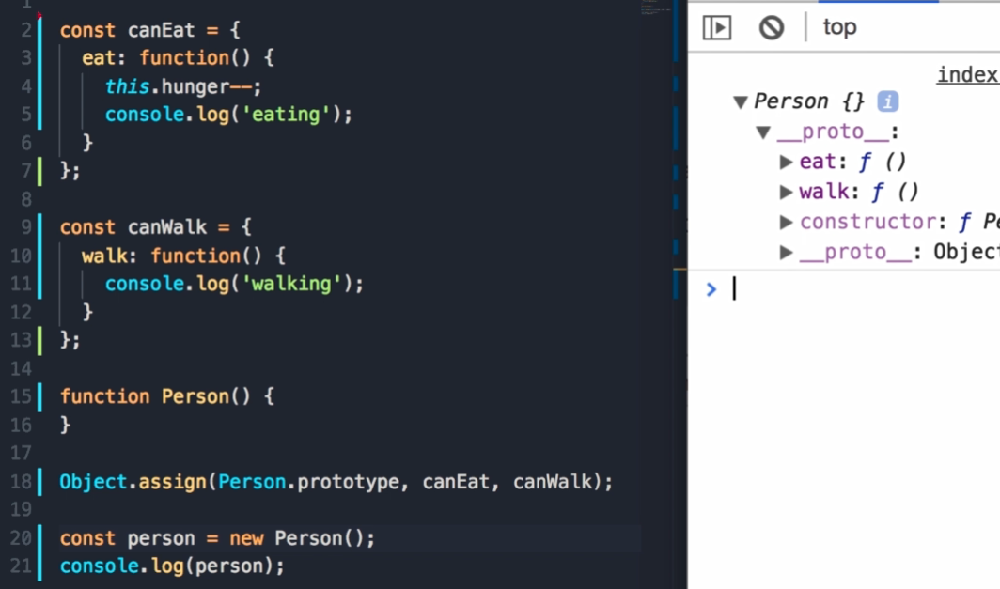 1
2 const canEat = {
3 eat: function() {
4 this.hunger--;
5 console.log('eating');
6 }
7 };
8
9 const canWalk = {
10 walk: function() {
11 console.log('walking');
12 }
13 };
14
15 function Person() {
16 }
17
18 Object.assign(Person.prototype, canEat, canWalk);
19
20 const person = new Person();
21 console.log(person);
top
index.
▼ Person {} i
▼ __proto__:
▶ eat: ƒ ()
▶ walk: ƒ ()
▶ constructor: ƒ Pe
▶ __proto__: Object
>